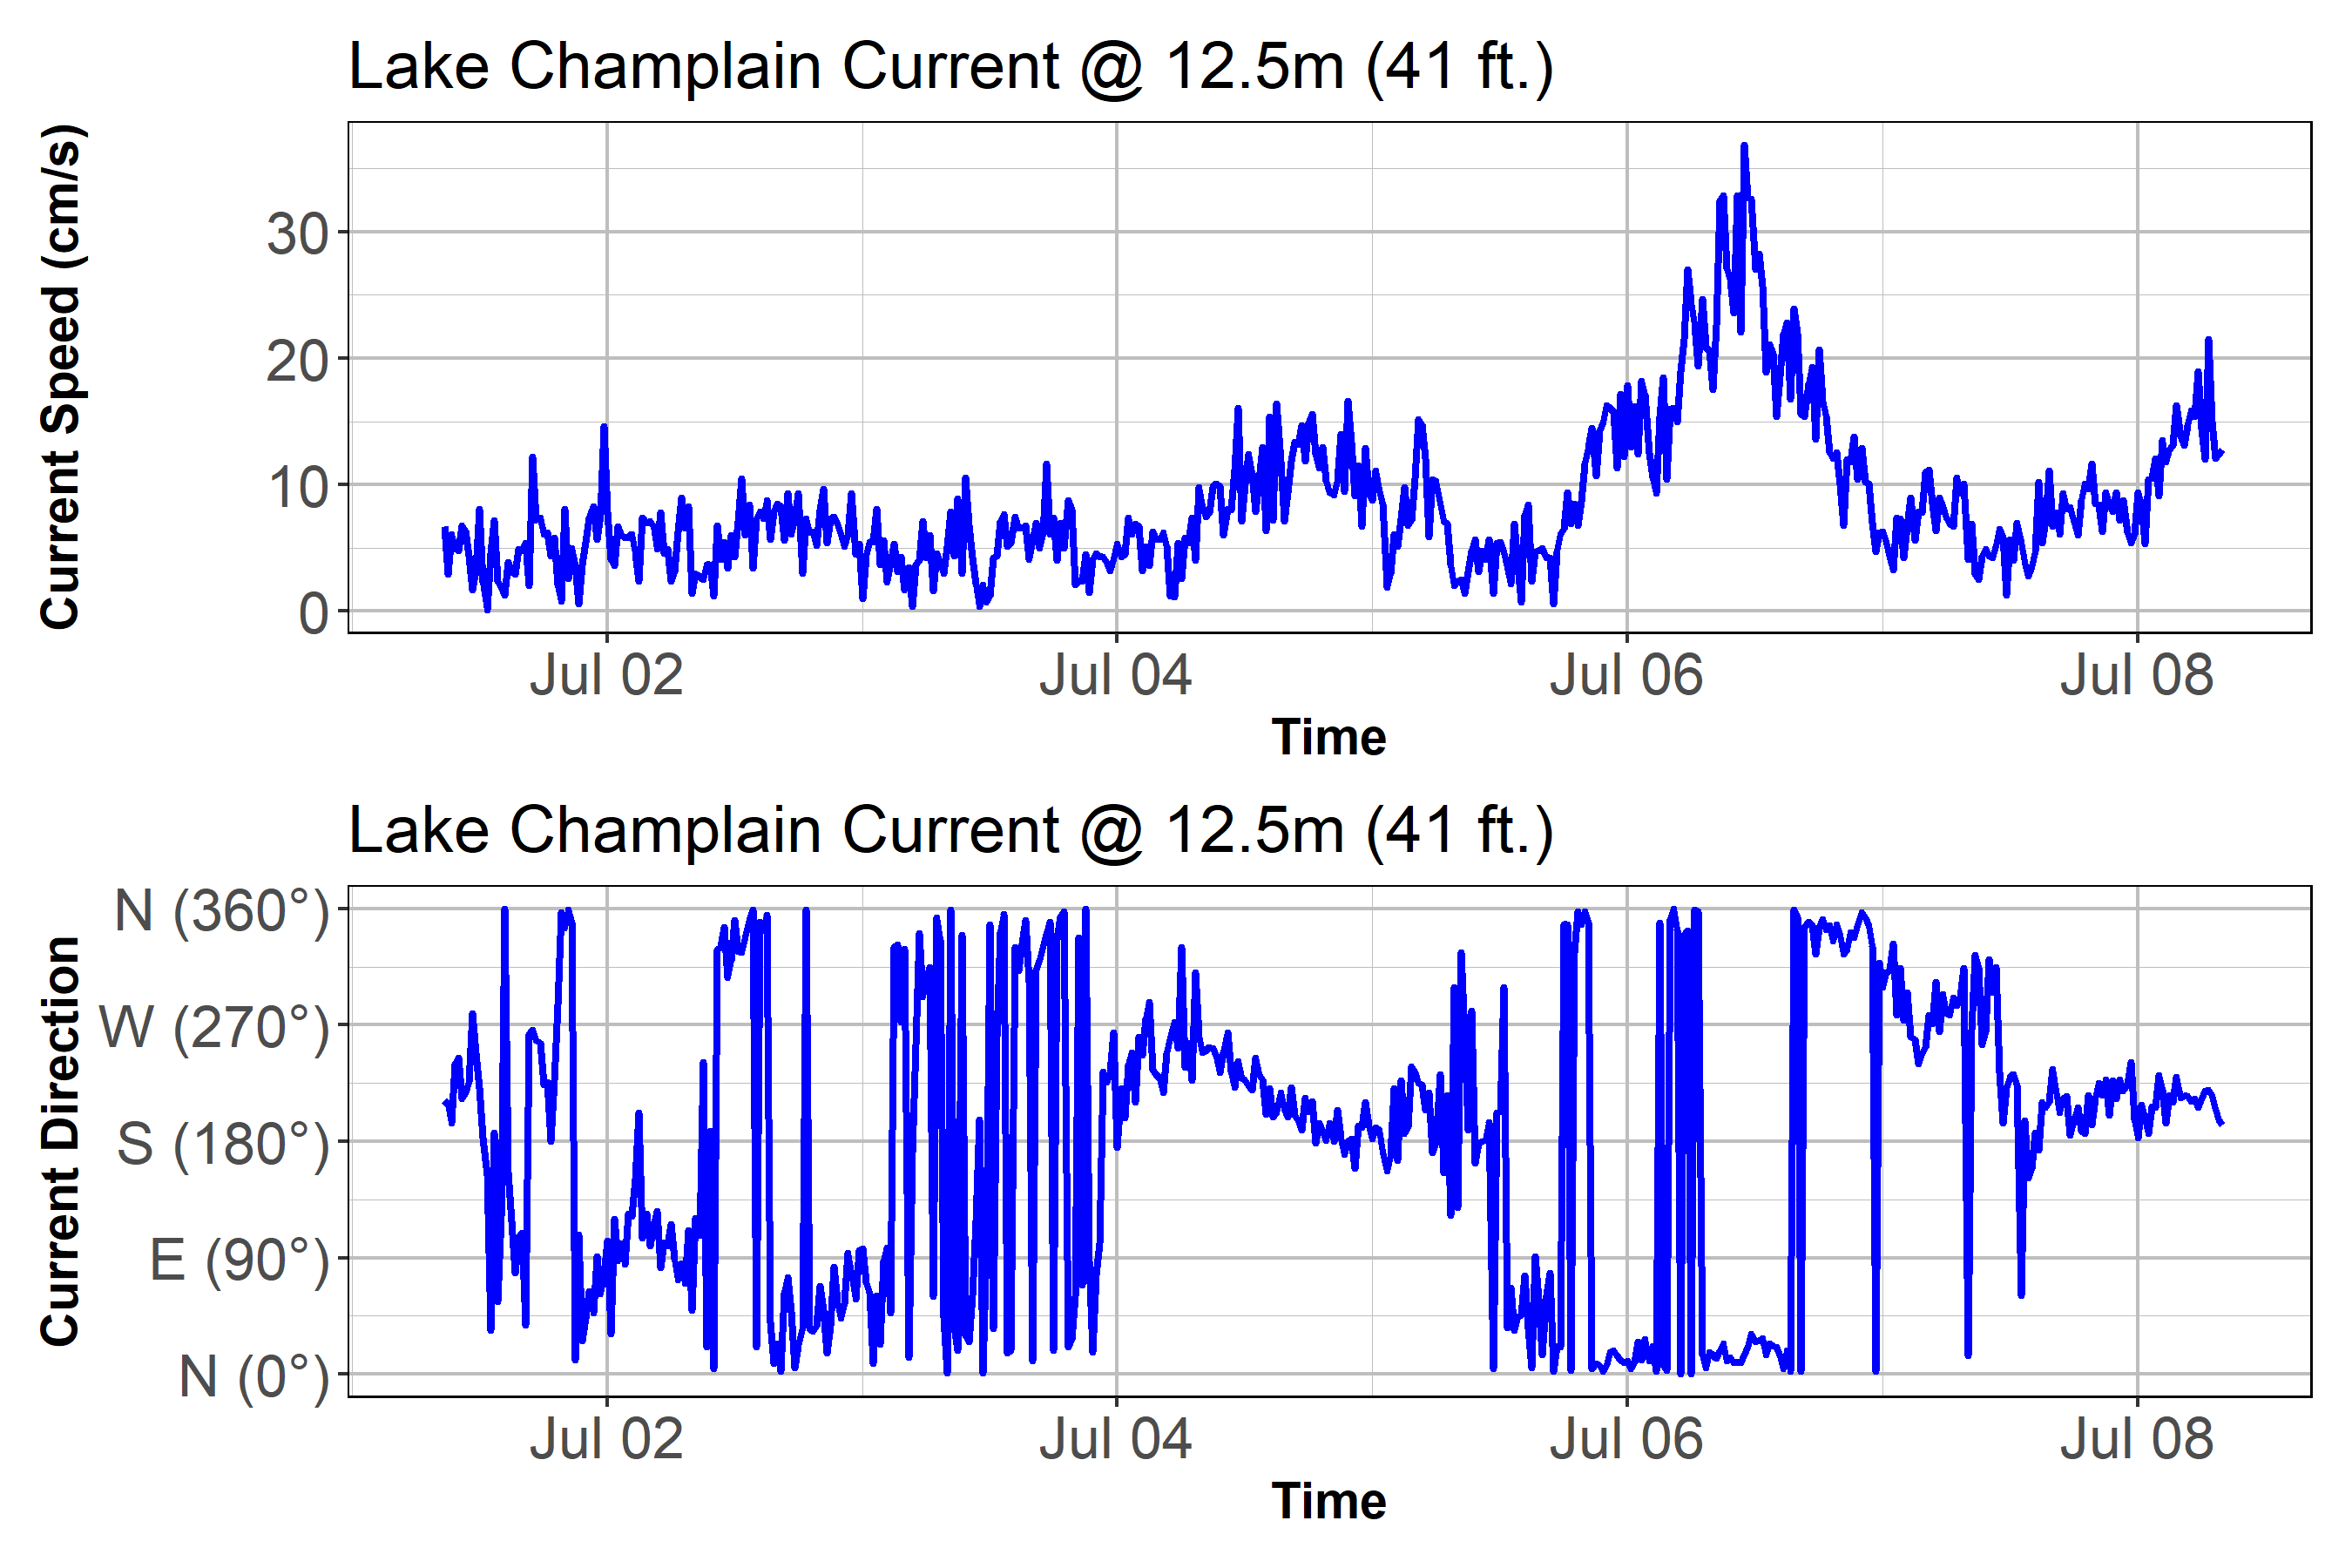 Lake Champlain Current @ 12.5m (41 ft.)
Current Speed (cm/s)
30
20
10
0
Jul 02 Jul 04 Jul 06 Jul 08
Time
Lake Champlain Current @ 12.5m (41 ft.)
Current Direction
N (360°)
W (270°)
S (180°)
E (90°)
N (0°)
Jul 02 Jul 04 Jul 06 Jul 08
Time